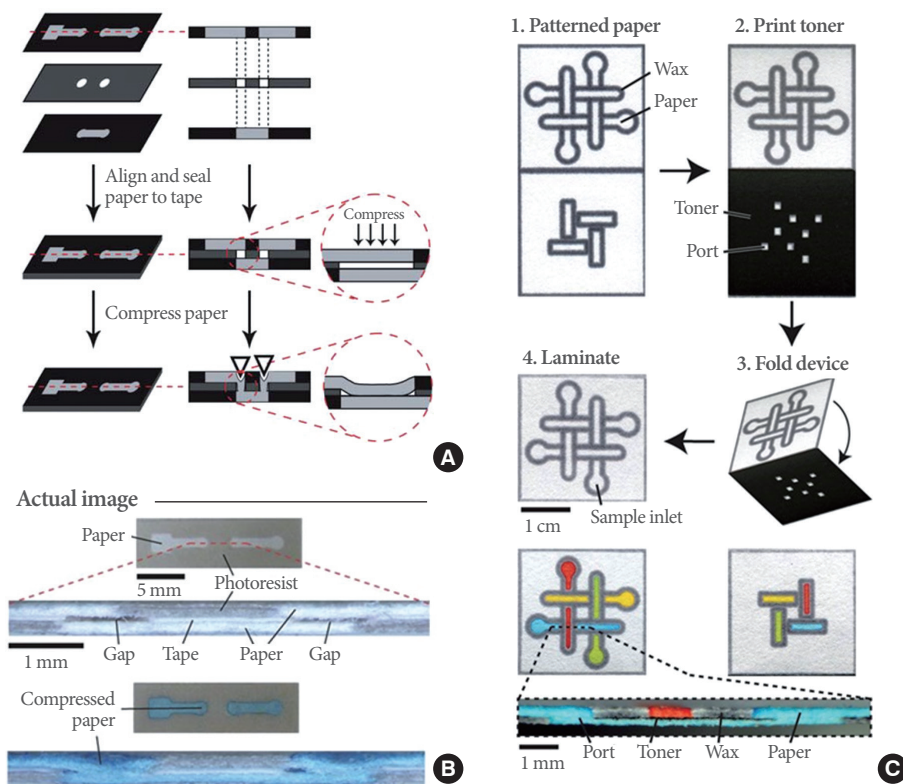 Align and seal
paper to tape
Compress
Compress paper
A
Actual image
Paper
Photoresist
5 mm
1 mm
Gap
Tape
Paper
Gap
Compressed
paper
B
1. Patterned paper
2. Print toner
Wax
Paper
Toner
Port
4. Laminate
3. Fold device
Sample inlet
1 cm
1 mm
Port
Toner
Wax
Paper
C